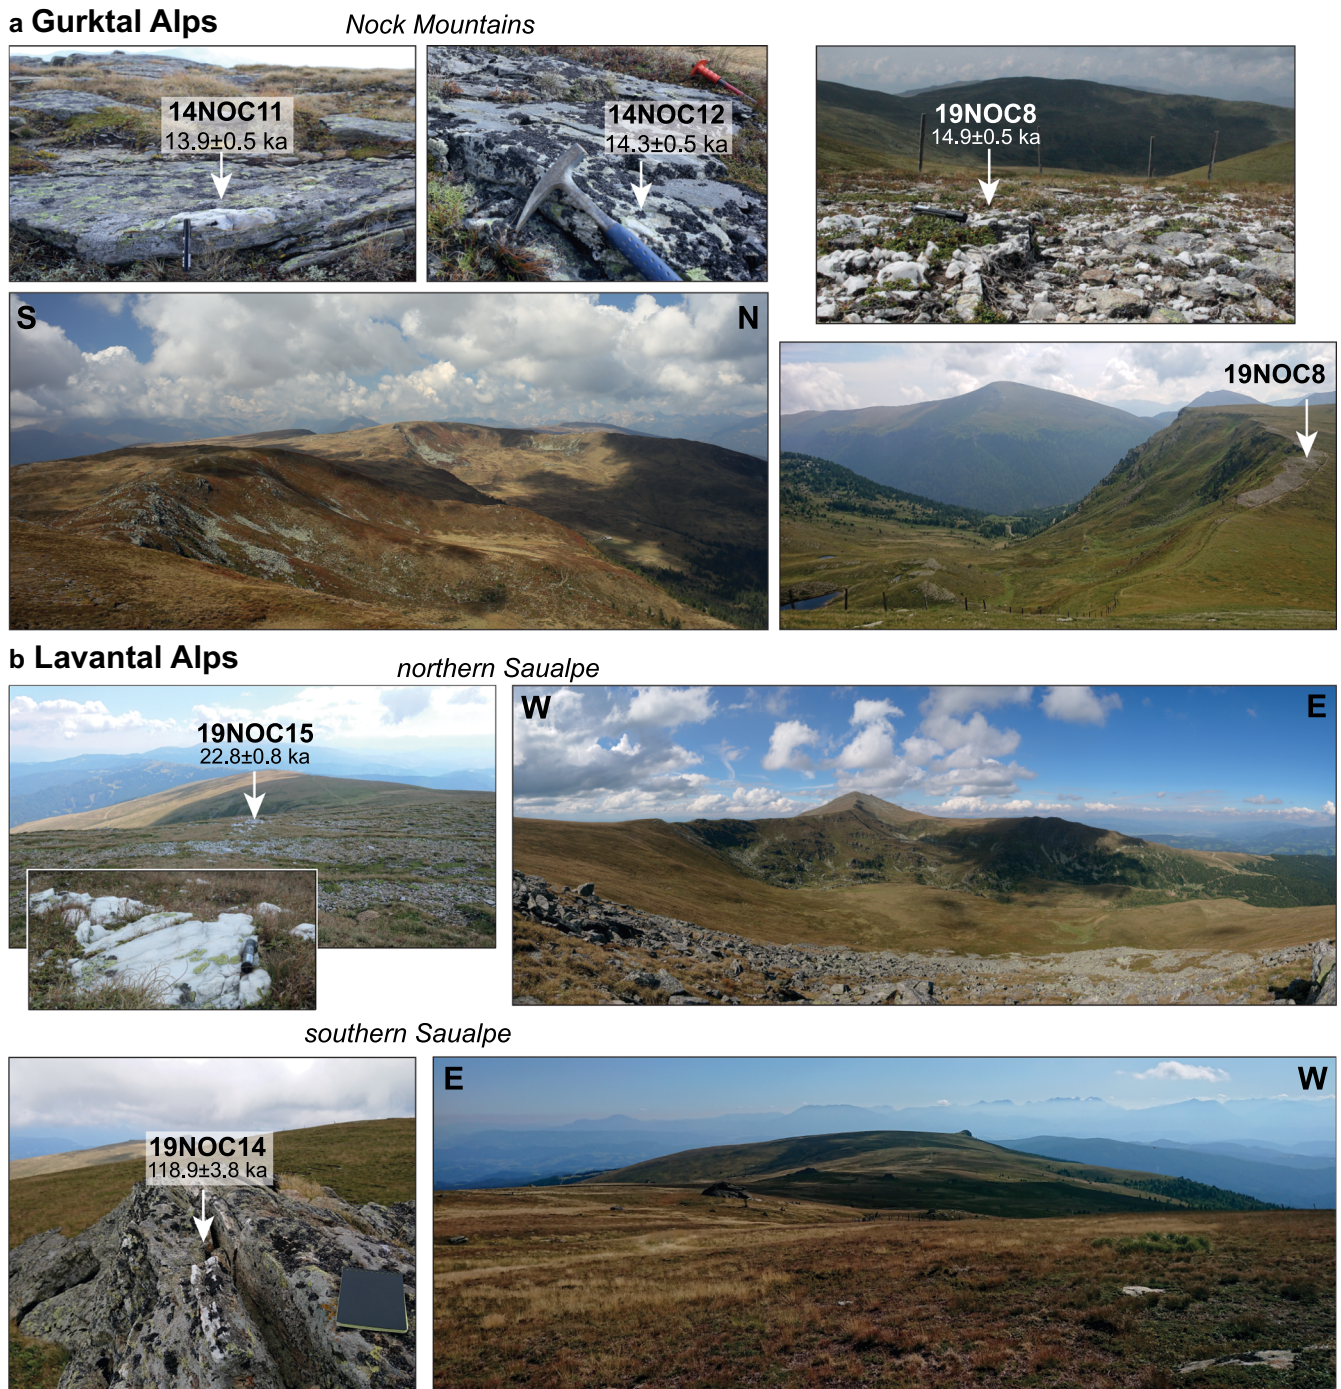 a Gurktal Alps
Nock Mountains
14NOC11
13.9±0.5 ka
14NOC12
14.3±0.5 ka
19NOC8
14.9±0.5 ka
S
N
19NOC8
b Lavantal Alps
northern Saualpe
19NOC15
22.8±0.8 ka
W
E
southern Saualpe
19NOC14
118.9±3.8 ka
E
W